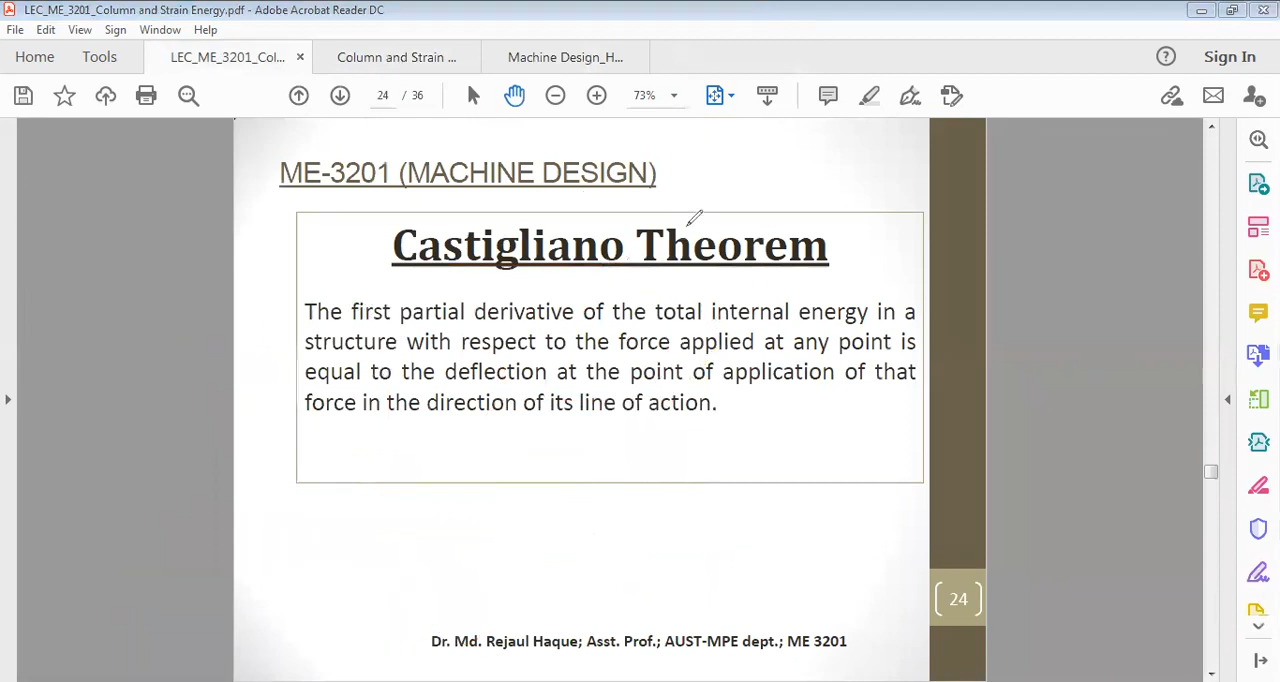 LEC_ME_3201_Column and Strain Energy.pdf - Adobe Acrobat Reader DC
File Edit View Sign Window Help
Home Tools LEC_ME_3201_Col... × Column and Strain ... Machine Design_H... Sign In
24 / 36 73%
ME-3201 (MACHINE DESIGN)
Castigliano Theorem
The first partial derivative of the total internal energy in a
structure with respect to the force applied at any point is
equal to the deflection at the point of application of that
force in the direction of its line of action.
24
Dr. Md. Rejaul Haque; Asst. Prof.; AUST-MPE dept.; ME 3201